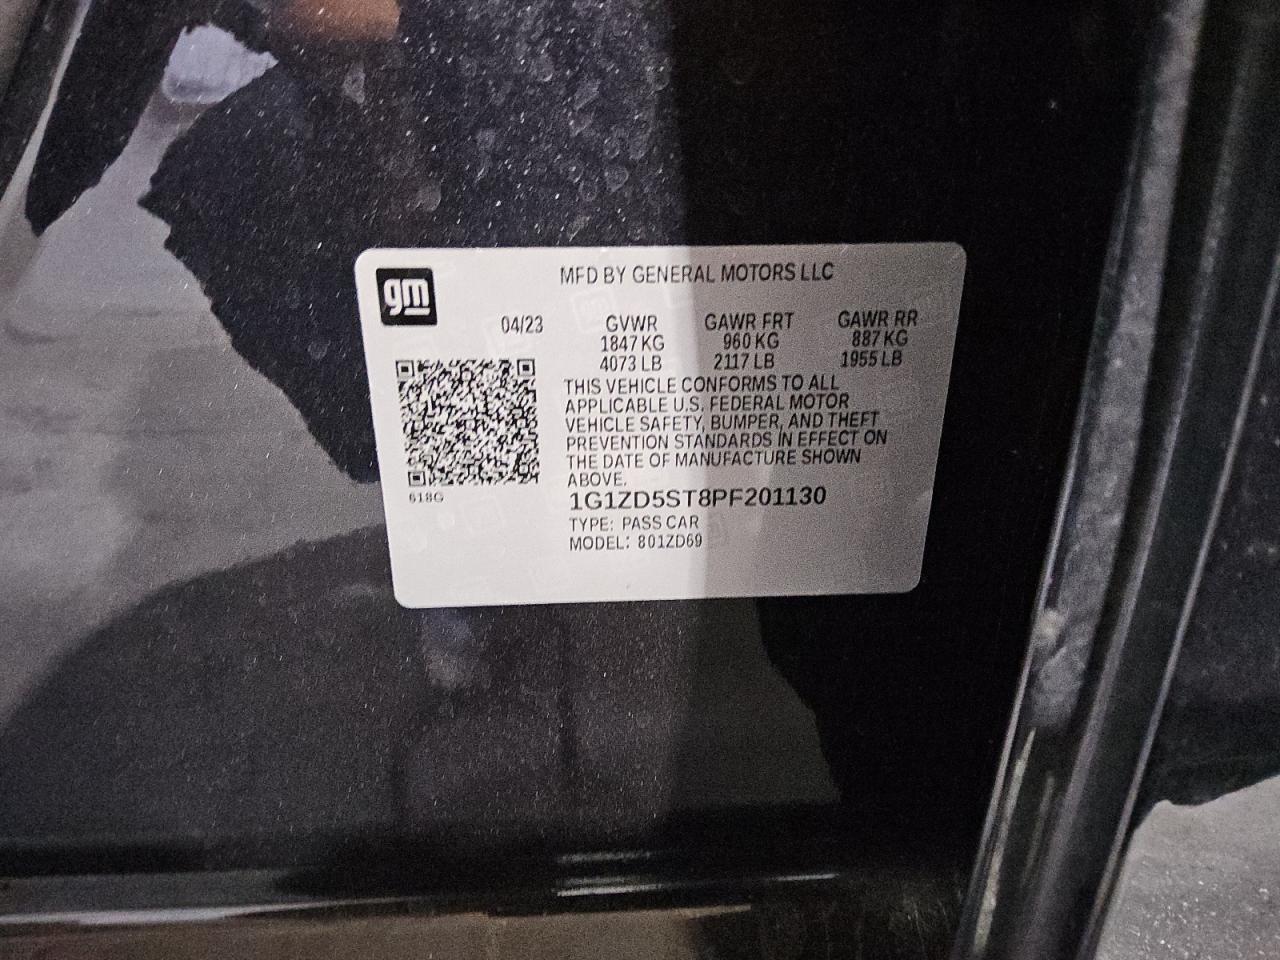 gm
MFD BY GENERAL MOTORS LLC
04/23 GVWR GAWR FRT GAWR RR
1847 KG 960 KG 887 KG
4073 LB 2117 LB 1955 LB
THIS VEHICLE CONFORMS TO ALL
APPLICABLE U.S. FEDERAL MOTOR
VEHICLE SAFETY, BUMPER, AND THEFT
PREVENTION STANDARDS IN EFFECT ON
THE DATE OF MANUFACTURE SHOWN
ABOVE.
618G
1G1ZD5ST8PF201130
TYPE: PASS CAR
MODEL: 801ZD69